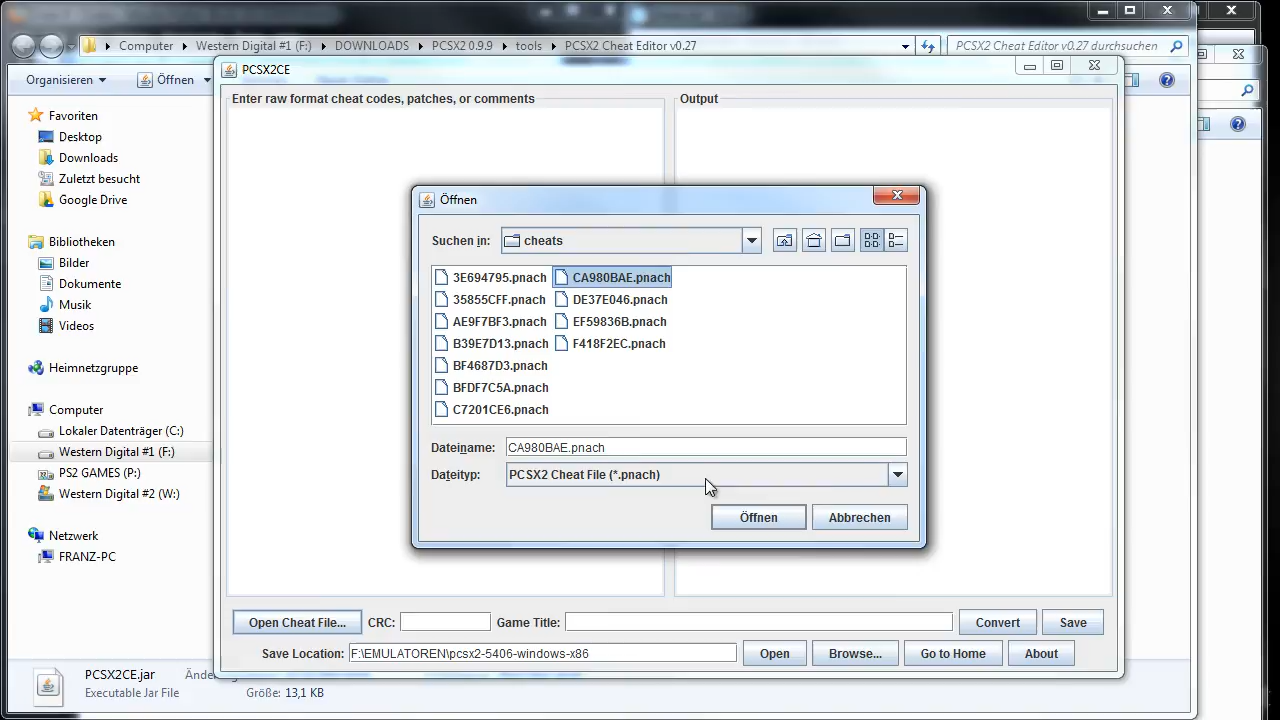 Computer ▸ Western Digital #1 (F:) ▸ DOWNLOADS ▸ PCSX2 0.9.9 ▸ tools ▸ PCSX2 Cheat Editor v0.27
PCSX2 Cheat Editor v0.27 durchsuchen
Organisieren
Öffnen
Favoriten
Desktop
Downloads
Zuletzt besucht
Google Drive
Bibliotheken
Bilder
Dokumente
Musik
Videos
Heimnetzgruppe
Computer
Lokaler Datenträger (C:)
Western Digital #1 (F:)
PS2 GAMES (P:)
Western Digital #2 (W:)
Netzwerk
FRANZ-PC
PCSX2CE.jar
Executable Jar File
Größe: 13,1 KB
PCSX2CE
Enter raw format cheat codes, patches, or comments
Output
Öffnen
Suchen in: cheats
3E694795.pnach CA980BAE.pnach
35855CFF.pnach DE37E046.pnach
AE9F7BF3.pnach EF59836B.pnach
B39E7D13.pnach F418F2EC.pnach
BF4687D3.pnach
BFDF7C5A.pnach
C7201CE6.pnach
Dateiname: CA980BAE.pnach
Dateityp: PCSX2 Cheat File (*.pnach)
Öffnen Abbrechen
Open Cheat File... CRC: Game Title: Convert Save
Save Location: F:\EMULATOREN\pcsx2-5406-windows-x86 Open Browse... Go to Home About